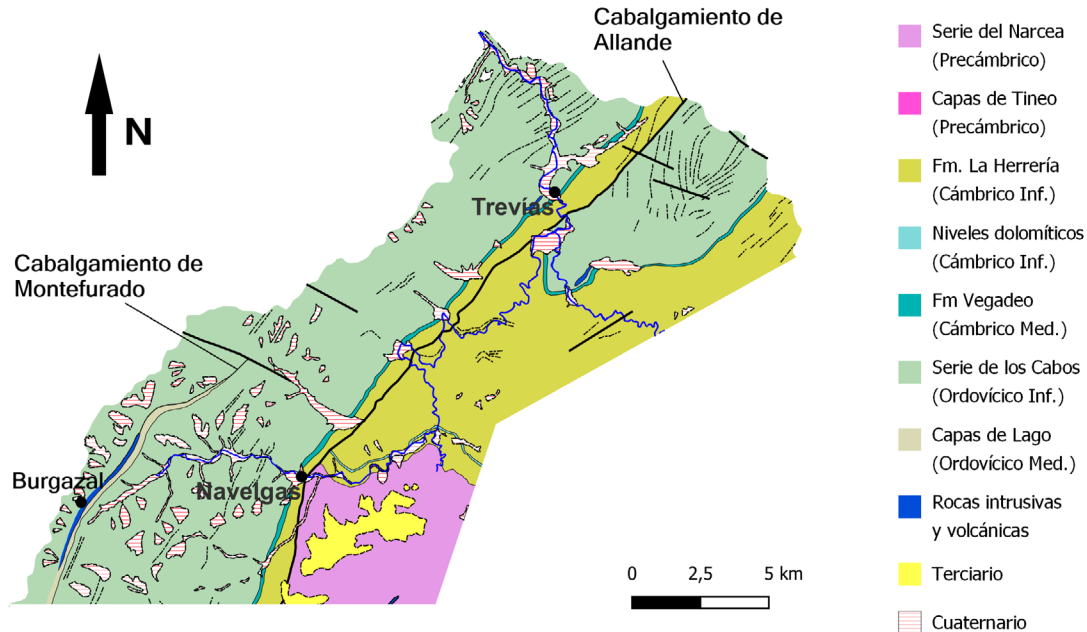 Cabalgamiento de
Allande
N
Trevías
Cabalgamiento de
Montefurado
Burgazal
Navelgas
0 2,5 5 km
Serie del Narcea
(Precámbrico)
Capas de Tineo
(Precámbrico)
Fm. La Herrería
(Cámbrico Inf.)
Niveles dolomíticos
(Cámbrico Inf.)
Fm Vegadeo
(Cámbrico Med.)
Serie de los Cabos
(Ordovícico Inf.)
Capas de Lago
(Ordovícico Med.)
Rocas intrusivas
y volcánicas
Terciario
Cuaternario